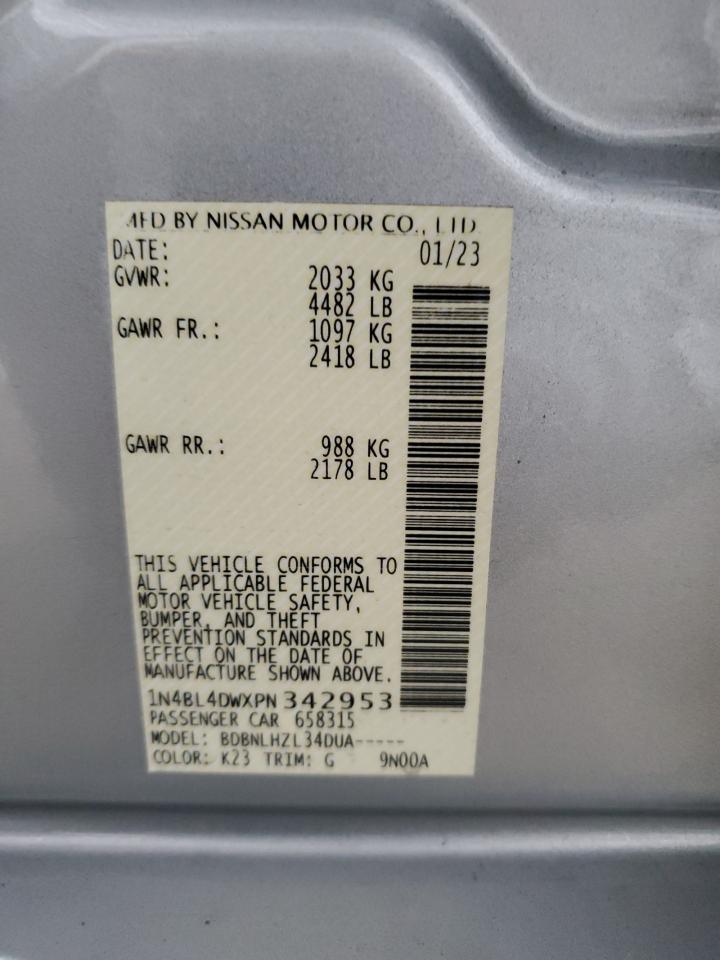 MFD BY NISSAN MOTOR CO., LTD.
DATE: 01/23
GVWR: 2033 KG
4482 LB
GAWR FR.: 1097 KG
2418 LB
GAWR RR.: 988 KG
2178 LB
THIS VEHICLE CONFORMS TO
ALL APPLICABLE FEDERAL
MOTOR VEHICLE SAFETY,
BUMPER, AND THEFT
PREVENTION STANDARDS IN
EFFECT ON THE DATE OF
MANUFACTURE SHOWN ABOVE.
1N4BL4DWXPN342953
PASSENGER CAR 658315
MODEL: BDBNLHZL34DUA-----
COLOR: K23 TRIM: G 9N00A